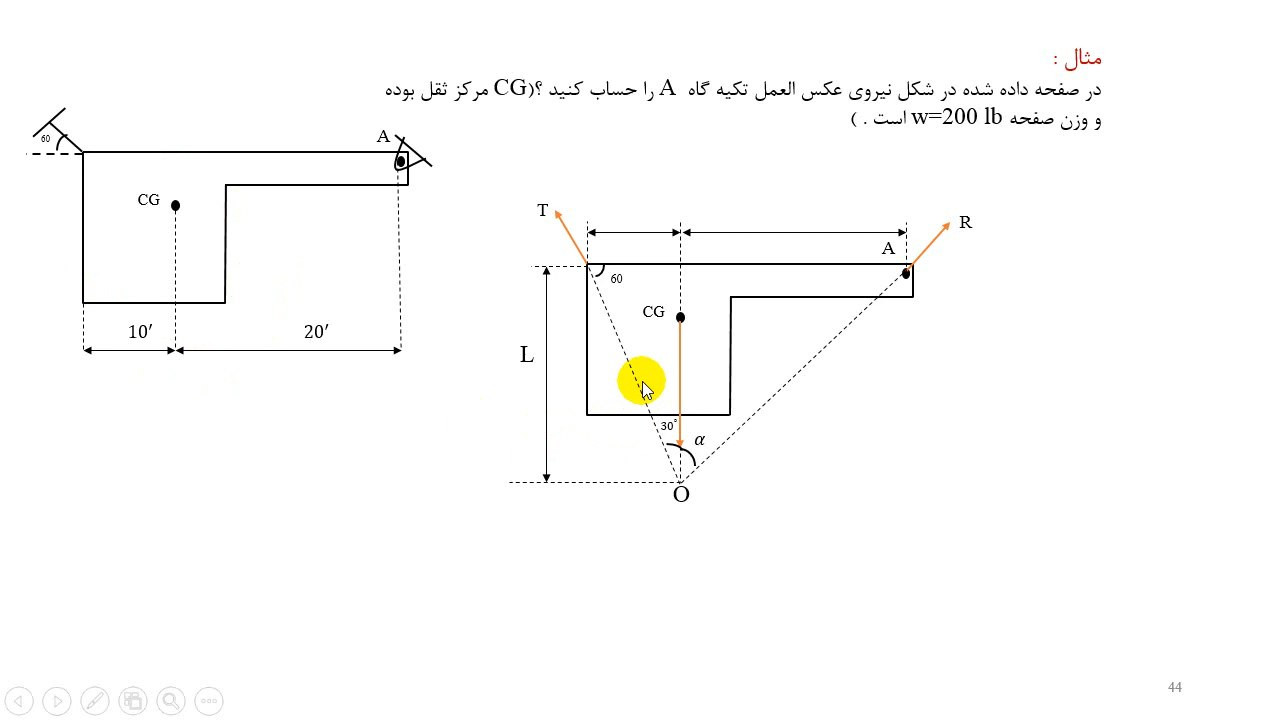 مثال :
در صفحه داده شده در شکل نیروی عکس العمل تکیه گاه A را حساب کنید ؟(CG مرکز ثقل بوده
و وزن صفحه w=200 lb است . )
60
A
CG
10′
20′
T
R
A
60
CG
L
30°
α
O
44